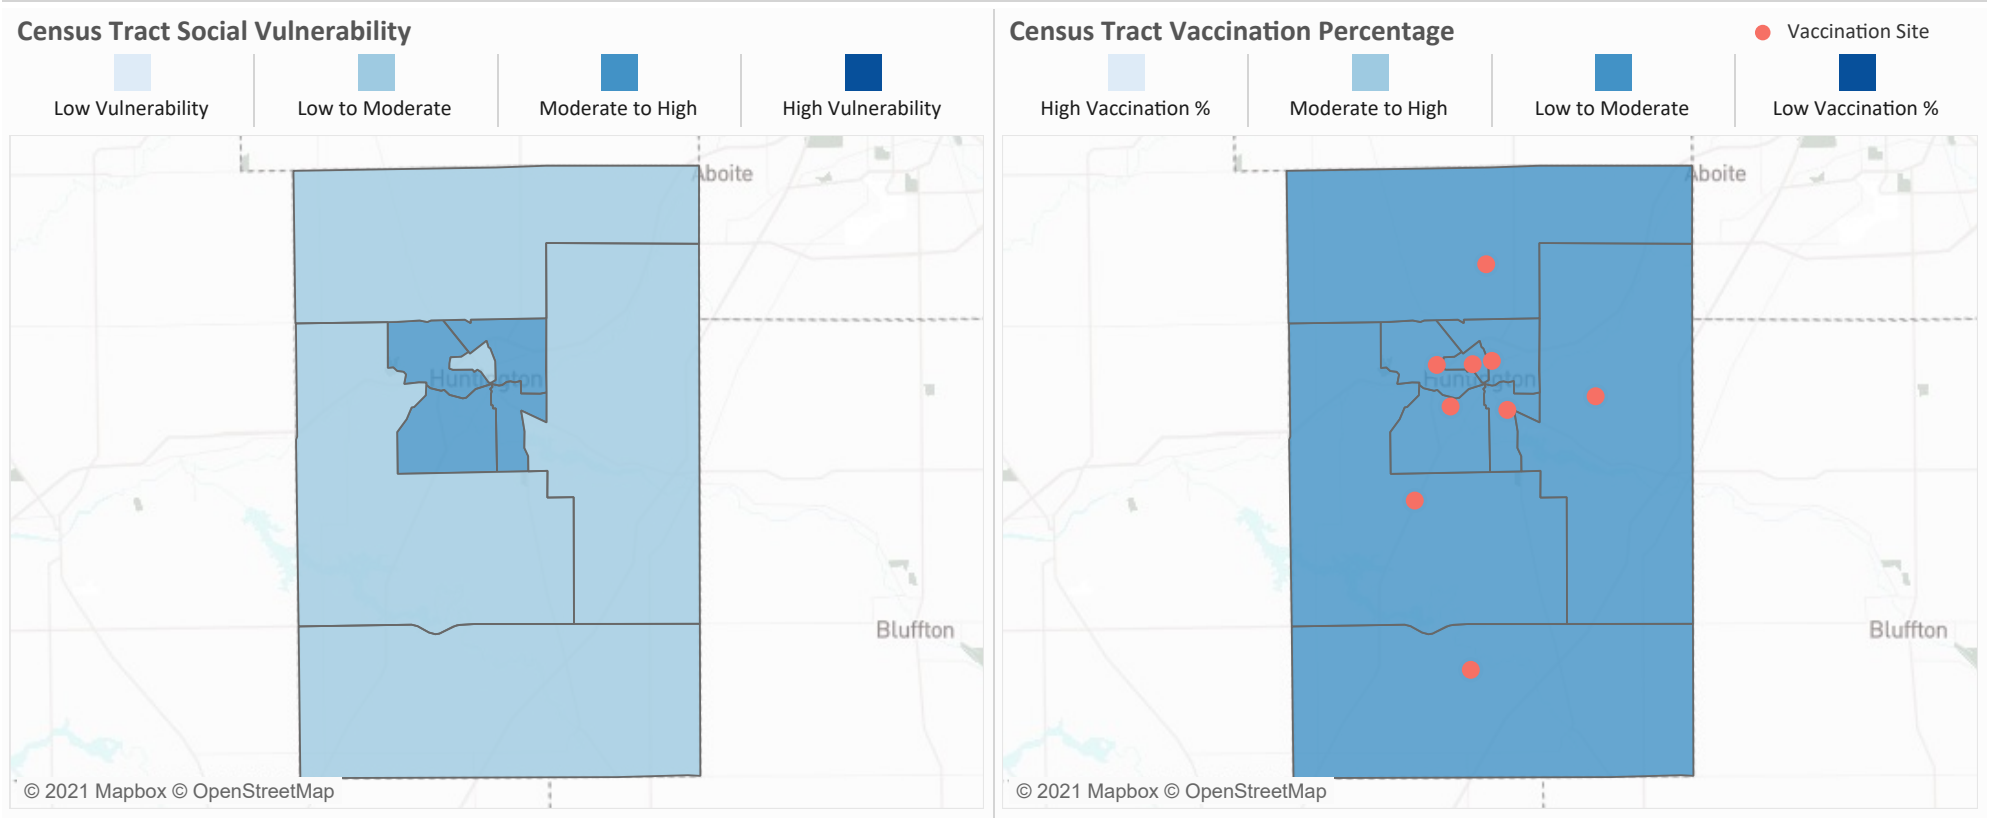 Census Tract Social Vulnerability
Low Vulnerability
Low to Moderate
Moderate to High
High Vulnerability
Aboite
Huntington
Bluffton
© 2021 Mapbox © OpenStreetMap
Census Tract Vaccination Percentage
Vaccination Site
High Vaccination %
Moderate to High
Low to Moderate
Low Vaccination %
Aboite
Huntington
Bluffton
© 2021 Mapbox © OpenStreetMap